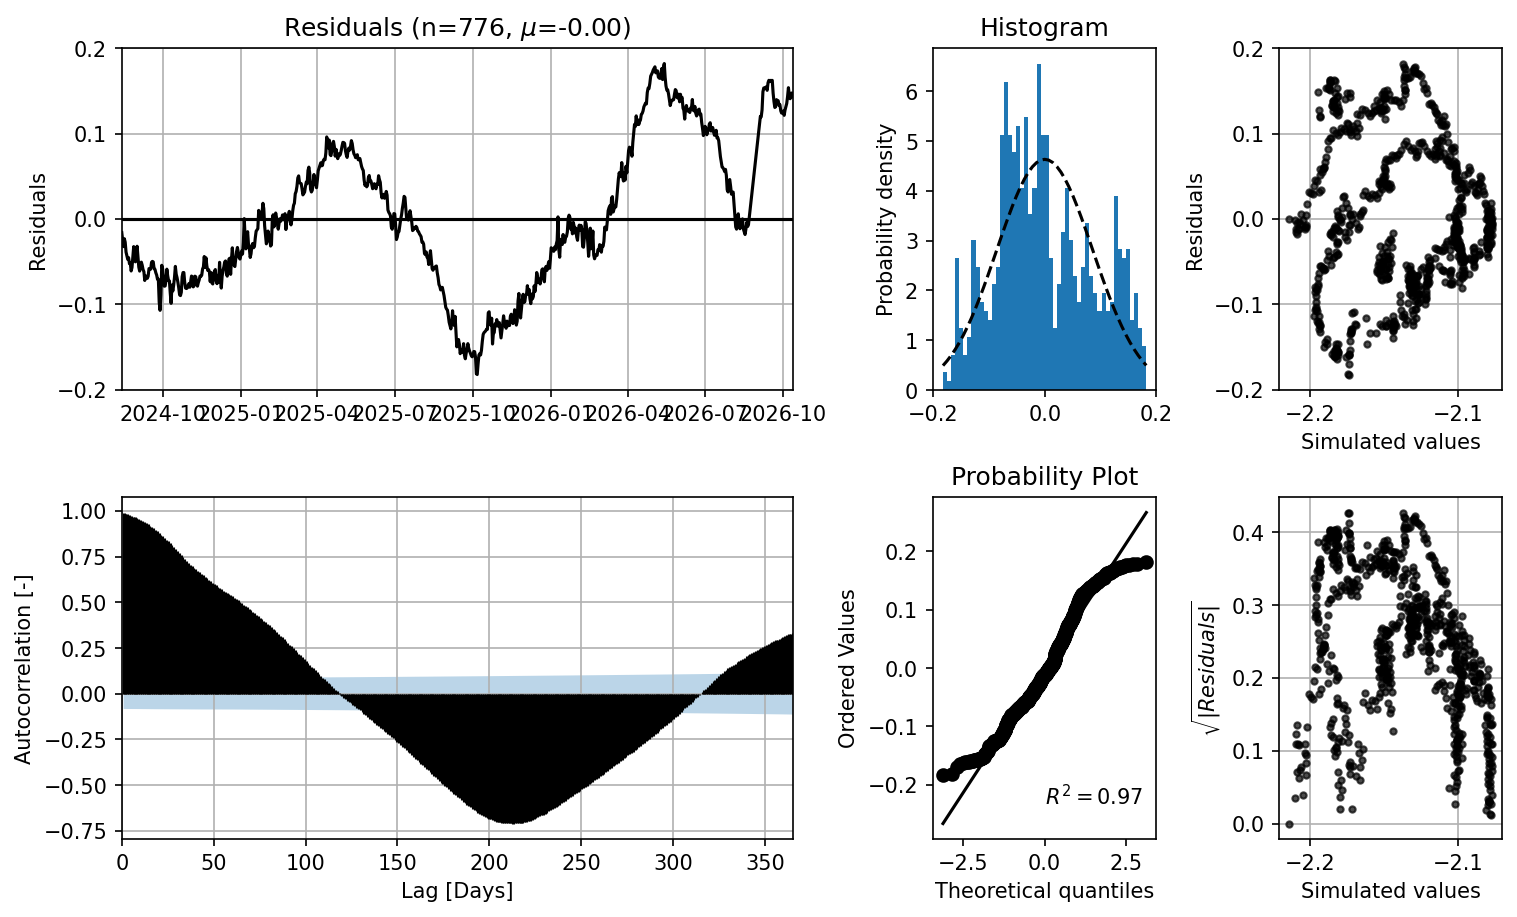 Residuals (n=776, μ=-0.00)
Residuals
0.2
0.1
0.0
−0.1
−0.2
2024-10 2025-01 2025-04 2025-07 2025-10 2026-01 2026-04 2026-07 2026-10
Histogram
Probability density
6
5
4
3
2
1
0
−0.2 0.0 0.2
Residuals
0.2
0.1
0.0
−0.1
−0.2
−2.2 −2.1
Simulated values
Autocorrelation [-]
1.00
0.75
0.50
0.25
0.00
−0.25
−0.50
−0.75
0 50 100 150 200 250 300 350
Lag [Days]
Probability Plot
Ordered Values
0.2
0.1
0.0
−0.1
−0.2
R² = 0.97
−2.5 0.0 2.5
Theoretical quantiles
√|Residuals|
0.4
0.3
0.2
0.1
0.0
−2.2 −2.1
Simulated values